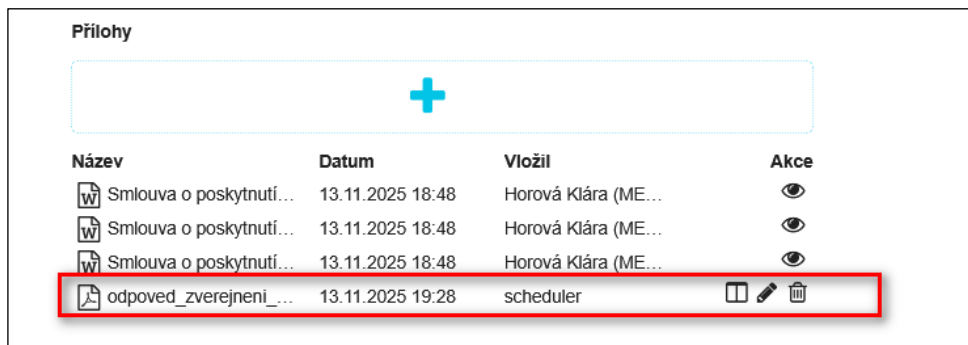 Přílohy
Název Datum Vložil Akce
Smlouva o poskytnutí... 13.11.2025 18:48 Horová Klára (ME...
Smlouva o poskytnutí... 13.11.2025 18:48 Horová Klára (ME...
Smlouva o poskytnutí... 13.11.2025 18:48 Horová Klára (ME...
odpoved_zverejneni_... 13.11.2025 19:28 scheduler